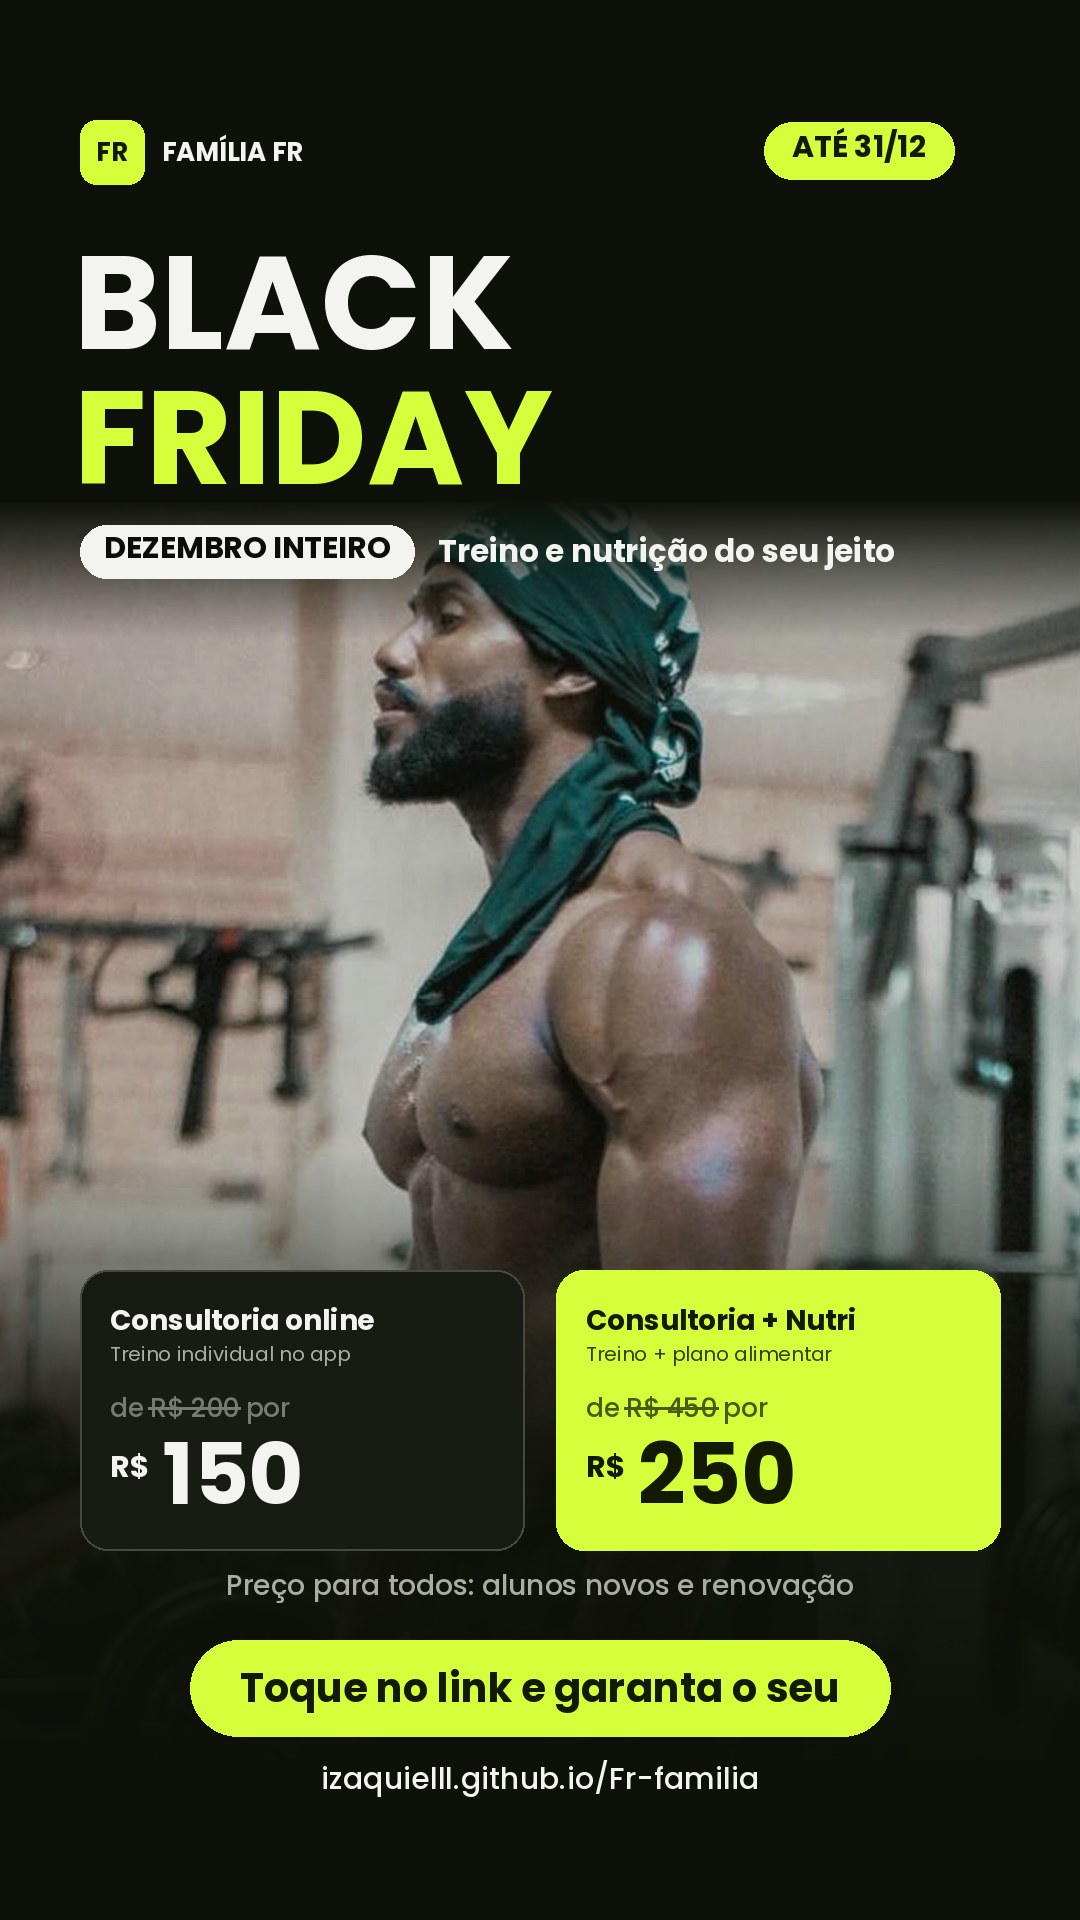 FR FAMÍLIA FR
ATÉ 31/12
BLACK
FRIDAY
DEZEMBRO INTEIRO Treino e nutrição do seu jeito
Consultoria online
Treino individual no app
de R$ 200 por
R$ 150
Consultoria + Nutri
Treino + plano alimentar
de R$ 450 por
R$ 250
Preço para todos: alunos novos e renovação
Toque no link e garanta o seu
izaquielll.github.io/Fr-familia